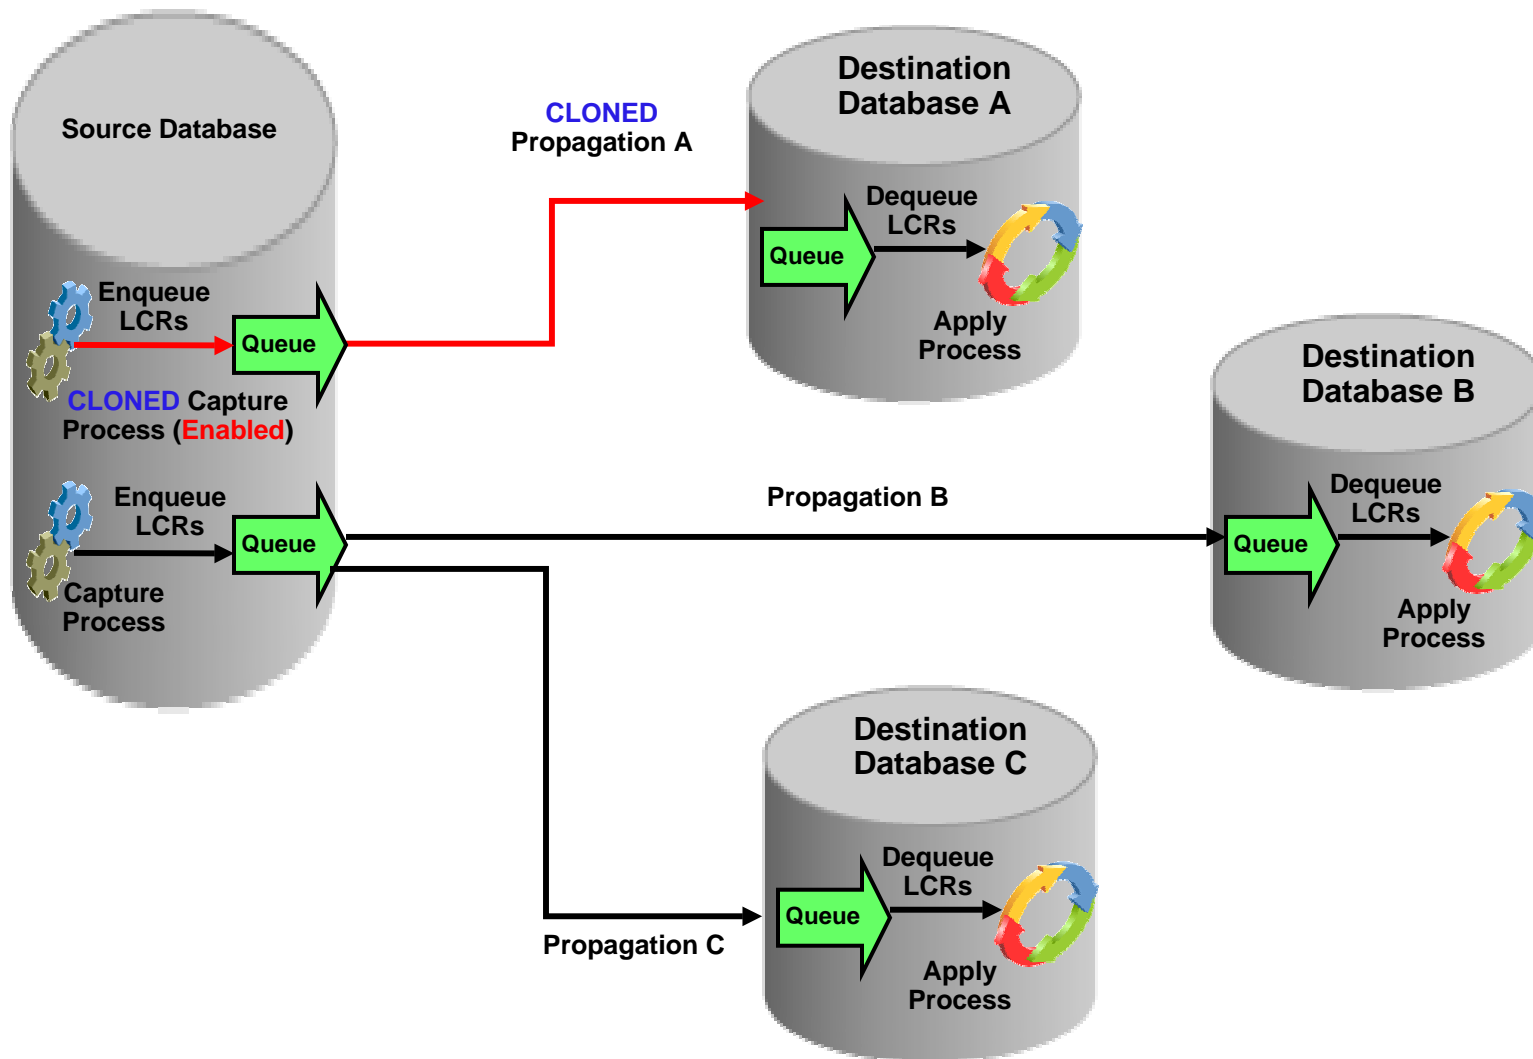 Source Database
Enqueue
LCRs
Queue
CLONED Capture
Process (Enabled)
Enqueue
LCRs
Queue
Capture
Process
CLONED
Propagation A
Destination
Database A
Dequeue
LCRs
Queue
Apply
Process
Propagation B
Destination
Database B
Dequeue
LCRs
Queue
Apply
Process
Propagation C
Destination
Database C
Dequeue
LCRs
Queue
Apply
Process